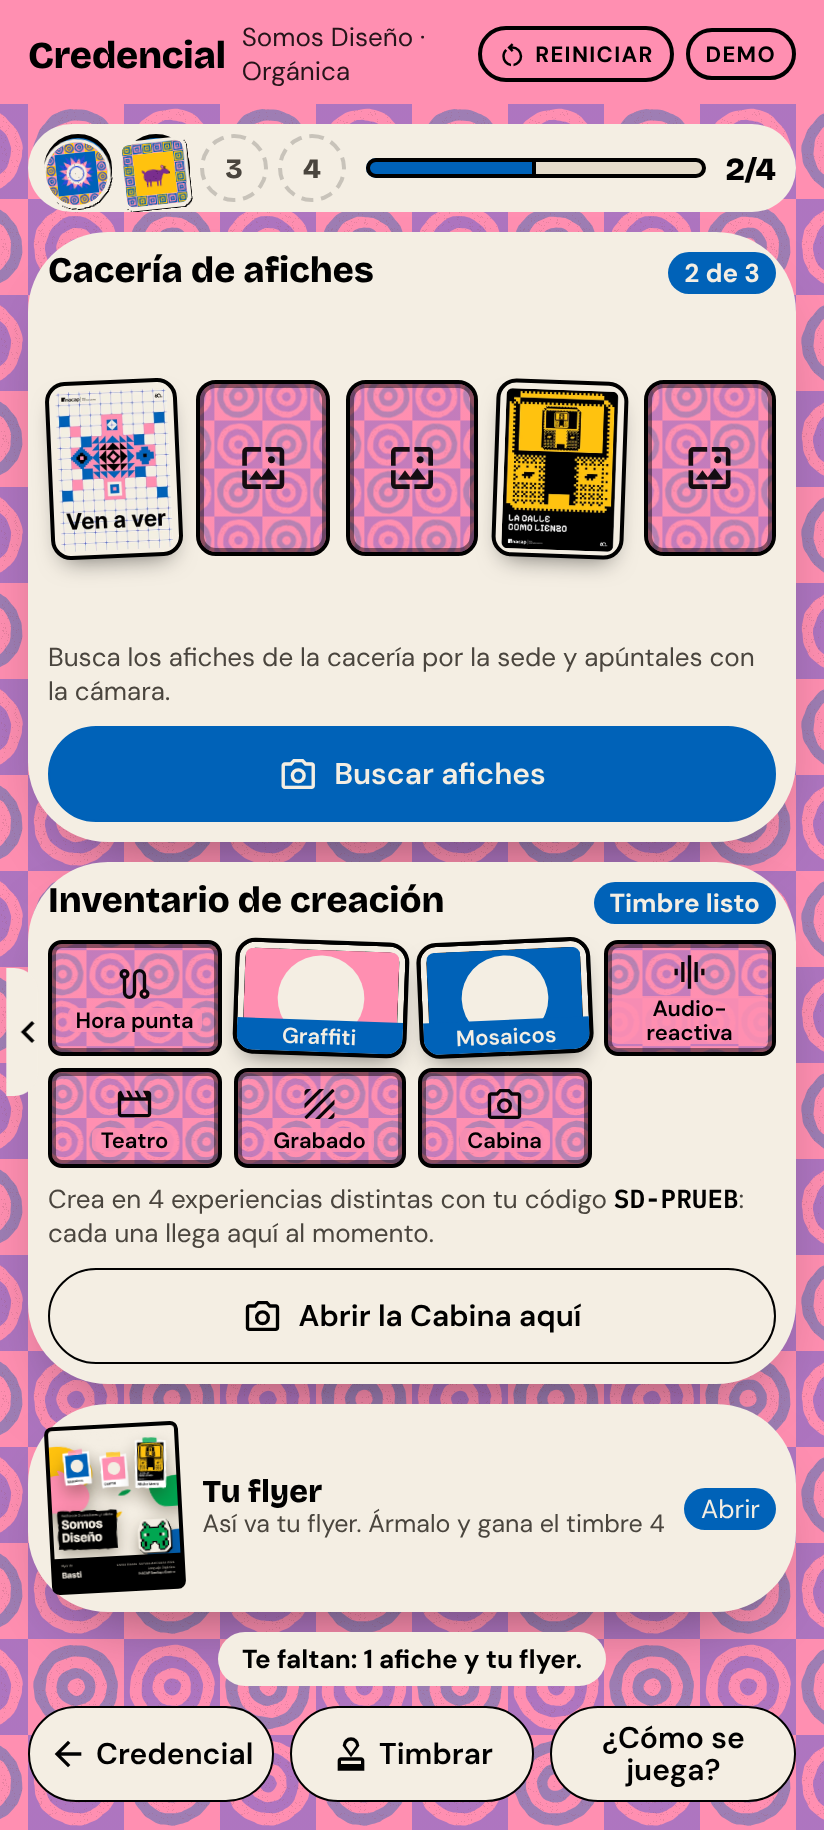 Credencial
Somos Diseño ·
Orgánica
REINICIAR
DEMO
3
4
2/4
Cacería de afiches
2 de 3
Ven a ver
LA CALLE
COMO LIENZO
Busca los afiches de la cacería por la sede y apúntales con
la cámara.
Buscar afiches
Inventario de creación
Timbre listo
Hora punta
Graffiti
Mosaicos
Audio-
reactiva
Teatro
Grabado
Cabina
Crea en 4 experiencias distintas con tu código SD-PRUEB:
cada una llega aquí al momento.
Abrir la Cabina aquí
Somos
Diseño
Basti
Tu flyer
Así va tu flyer. Ármalo y gana el timbre 4
Abrir
Te faltan: 1 afiche y tu flyer.
Credencial
Timbrar
¿Cómo se
juega?